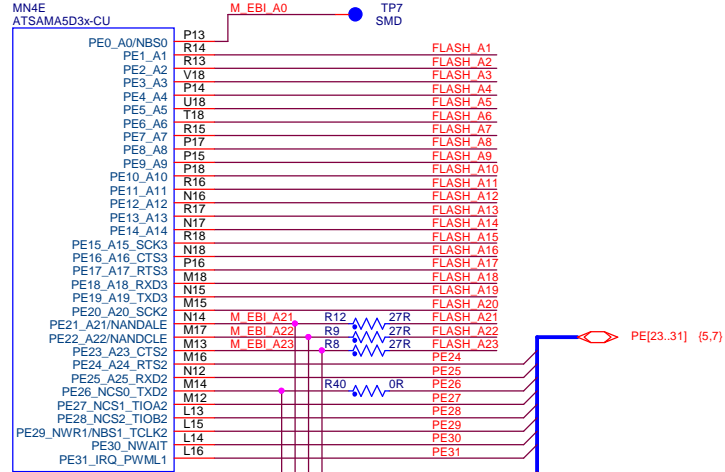 MN4E
ATSAMA5D3x-CU
M_EBI_A0
TP7
SMD
PE0_A0/NBS0 P13
PE1_A1 R14 FLASH_A1
PE2_A2 R13 FLASH_A2
PE3_A3 V18 FLASH_A3
PE4_A4 P14 FLASH_A4
PE5_A5 U18 FLASH_A5
PE6_A6 T18 FLASH_A6
PE7_A7 R15 FLASH_A7
PE8_A8 P17 FLASH_A8
PE9_A9 P15 FLASH_A9
PE10_A10 P18 FLASH_A10
PE11_A11 R16 FLASH_A11
PE12_A12 N16 FLASH_A12
PE13_A13 R17 FLASH_A13
PE14_A14 N17 FLASH_A14
PE15_A15_SCK3 R18 FLASH_A15
PE16_A16_CTS3 N18 FLASH_A16
PE17_A17_RTS3 P16 FLASH_A17
PE18_A18_RXD3 M18 FLASH_A18
PE19_A19_TXD3 N15 FLASH_A19
PE20_A20_SCK2 M15 FLASH_A20
PE21_A21/NANDALE N14 M_EBI_A21 R12 27R FLASH_A21
PE22_A22/NANDCLE M17 M_EBI_A22 R9 27R FLASH_A22
PE23_A23_CTS2 M13 M_EBI_A23 R8 27R FLASH_A23
PE[23..31] {5,7}
PE24_A24_RTS2 M16 PE24
PE25_A25_RXD2 N12 PE25
PE26_NCS0_TXD2 M14 R40 0R PE26
PE27_NCS1_TIOA2 M12 PE27
PE28_NCS2_TIOB2 L13 PE28
PE29_NWR1/NBS1_TCLK2 L15 PE29
PE30_NWAIT L14 PE30
PE31_IRQ_PWML1 L16 PE31